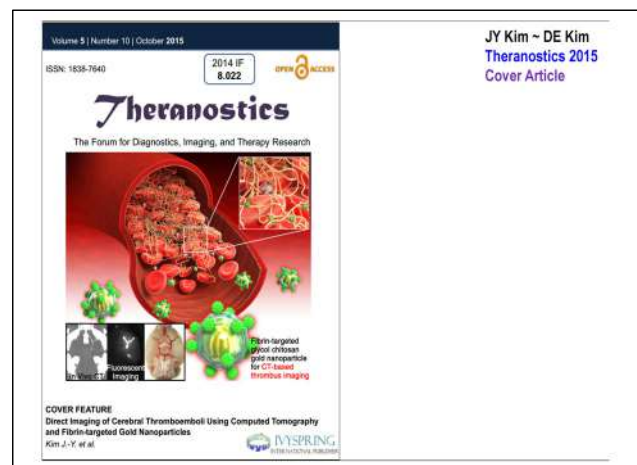 Volume 5 | Number 10 | October 2015
ISSN: 1838-7640
2014 IF
8.022
OPEN ACCESS
Theranostics
The Forum for Diagnostics, Imaging, and Therapy Research
Fluorescent
Imaging
Fibrin-targeted
glycol chitosan
gold nanoparticle
for CT-based
thrombus imaging
COVER FEATURE
Direct Imaging of Cerebral Thromboemboli Using Computed Tomography
and Fibrin-targeted Gold Nanoparticles
Kim J.-Y. et al.
IVYSPRING
INTERNATIONAL PUBLISHER
JY Kim ~ DE Kim
Theranostics 2015
Cover Article